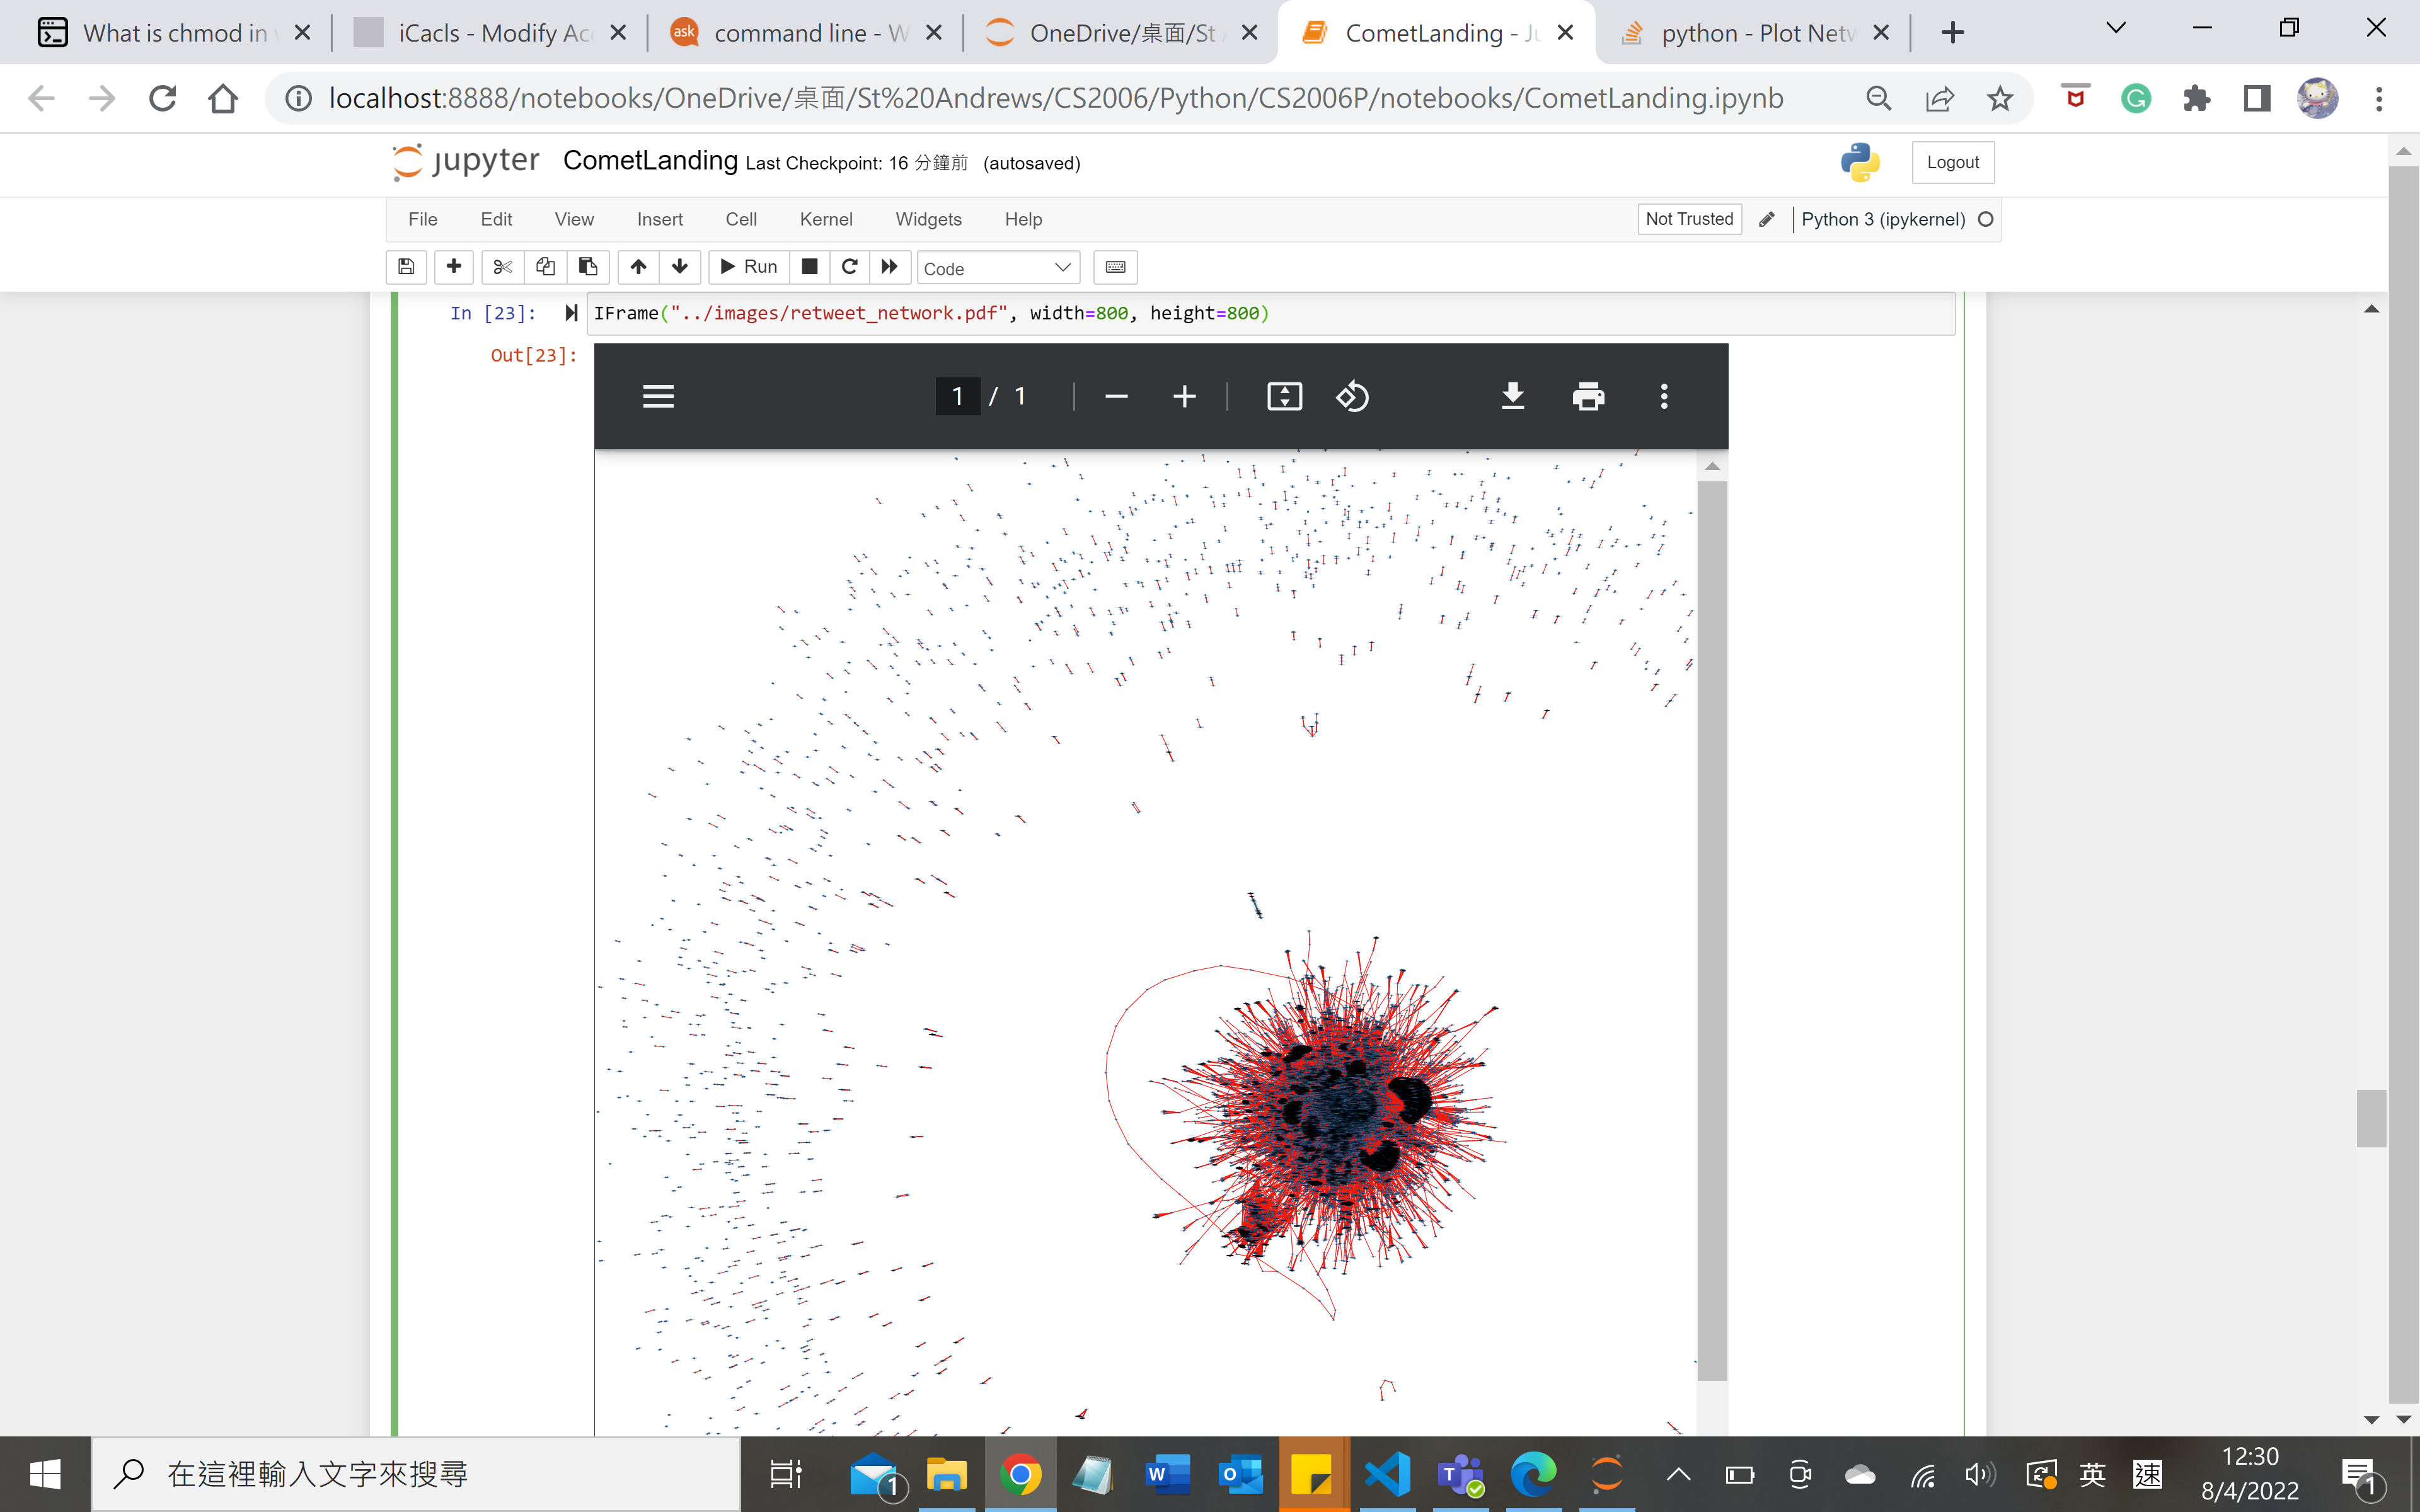 What is chmod in
iCacls - Modify Ac
command line - W
OneDrive/桌面/St
CometLanding - Ju
python - Plot Netw
localhost:8888/notebooks/OneDrive/桌面/St%20Andrews/CS2006/Python/CS2006P/notebooks/CometLanding.ipynb
jupyter CometLanding Last Checkpoint: 16 分鐘前 (autosaved)
Logout
File Edit View Insert Cell Kernel Widgets Help
Not Trusted Python 3 (ipykernel)
Run Code
In [23]: IFrame("../images/retweet_network.pdf", width=800, height=800)
Out[23]:
1 / 1
在這裡輸入文字來搜尋
1
英 速
12:30
8/4/2022
1